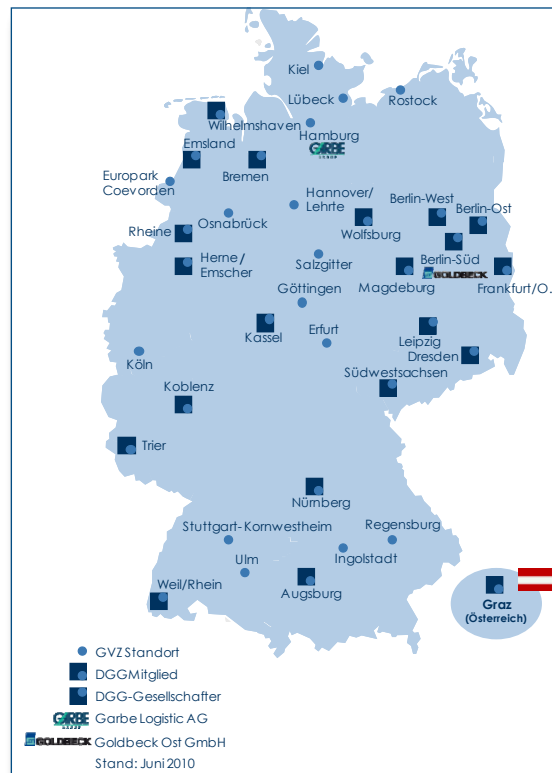 Kiel
Lübeck
Rostock
Wilhelmshaven
Hamburg
GARBE
GROUP
Emsland
Bremen
Europark
Coevorden
Hannover/
Lehrte
Berlin-West
Berlin-Ost
Osnabrück
Wolfsburg
Rheine
Herne/
Emscher
Salzgitter
Berlin-Süd
GOLDBECK
Magdeburg
Frankfurt/O.
Göttingen
Kassel
Erfurt
Leipzig
Dresden
Köln
Südwestsachsen
Koblenz
Trier
Nürnberg
Stuttgart-Kornwestheim
Regensburg
Ingolstadt
Ulm
Weil/Rhein
Augsburg
Graz
(Österreich)
GVZ Standort
DGG Mitglied
DGG-Gesellschafter
GARBE
GROUP
Garbe Logistic AG
GOLDBECK
Goldbeck Ost GmbH
Stand: Juni 2010